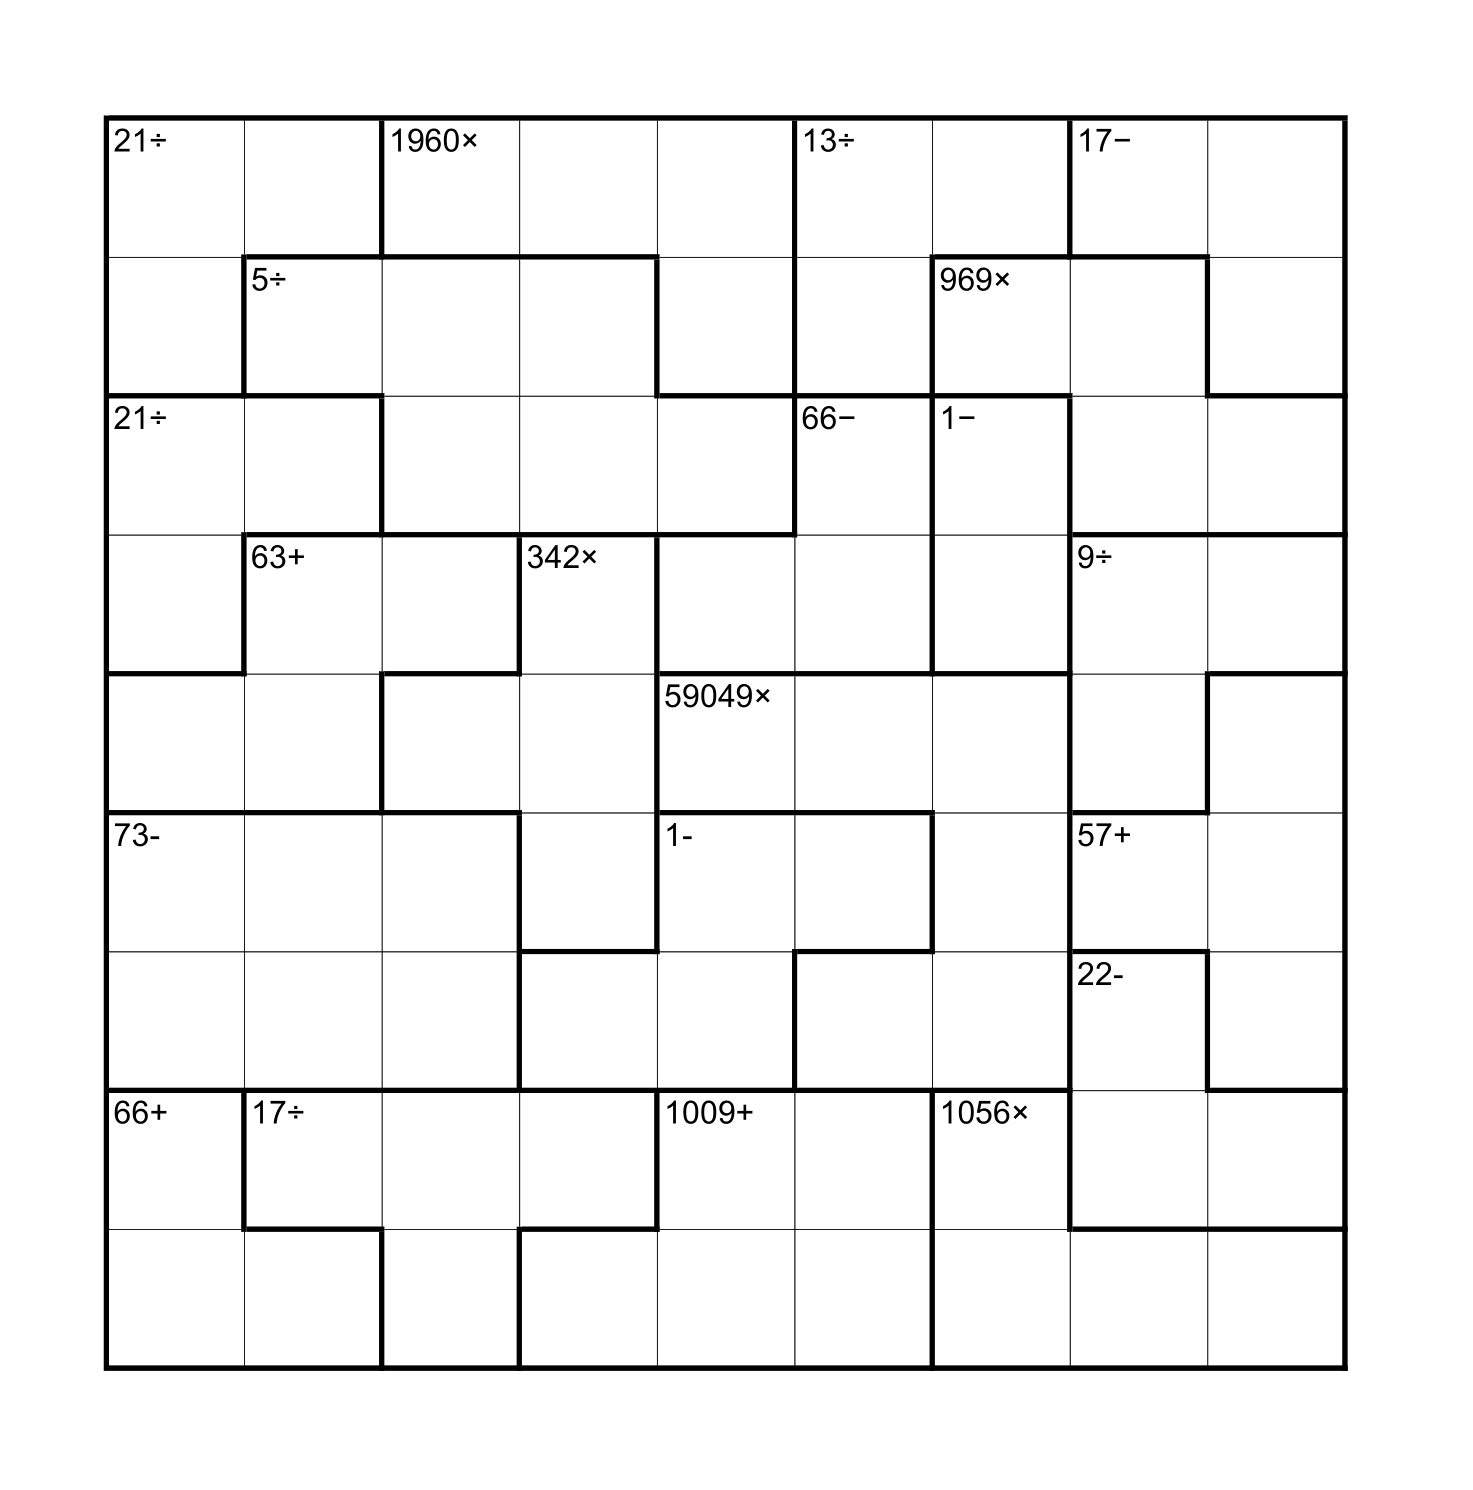 21÷ 1960× 13÷ 17−
5÷ 969×
21÷ 66− 1−
63+ 342× 9÷
59049×
73- 1- 57+
22-
66+ 17÷ 1009+ 1056×